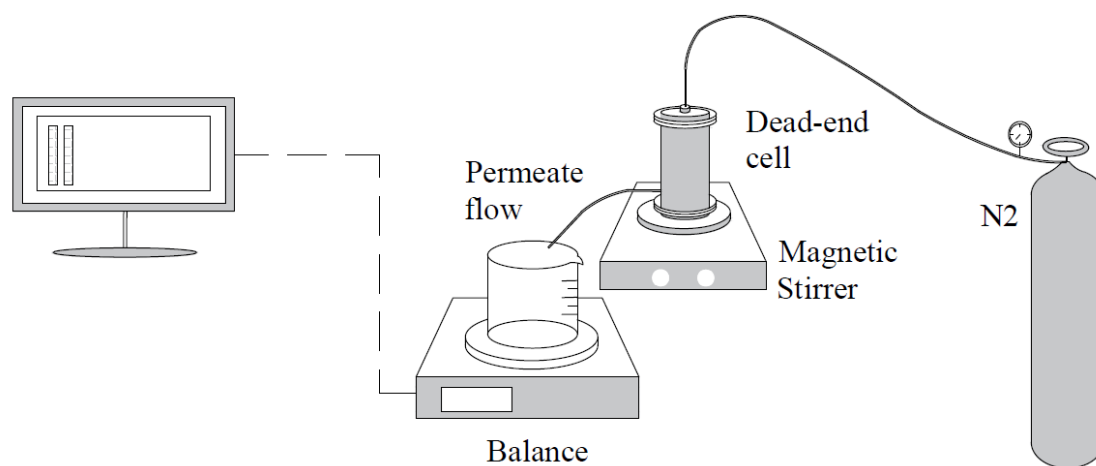 Dead-end
cell
Permeate
flow
N2
Magnetic
Stirrer
Balance